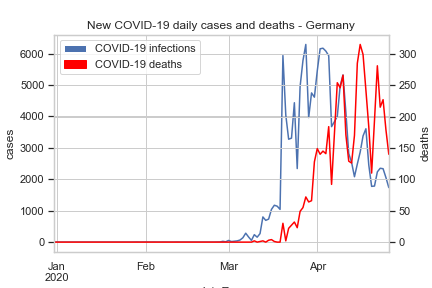 New COVID-19 daily cases and deaths - Germany
COVID-19 infections
COVID-19 deaths
6000
5000
4000
3000
2000
1000
0
cases
300
250
200
150
100
50
0
deaths
Jan
2020
Feb
Mar
Apr